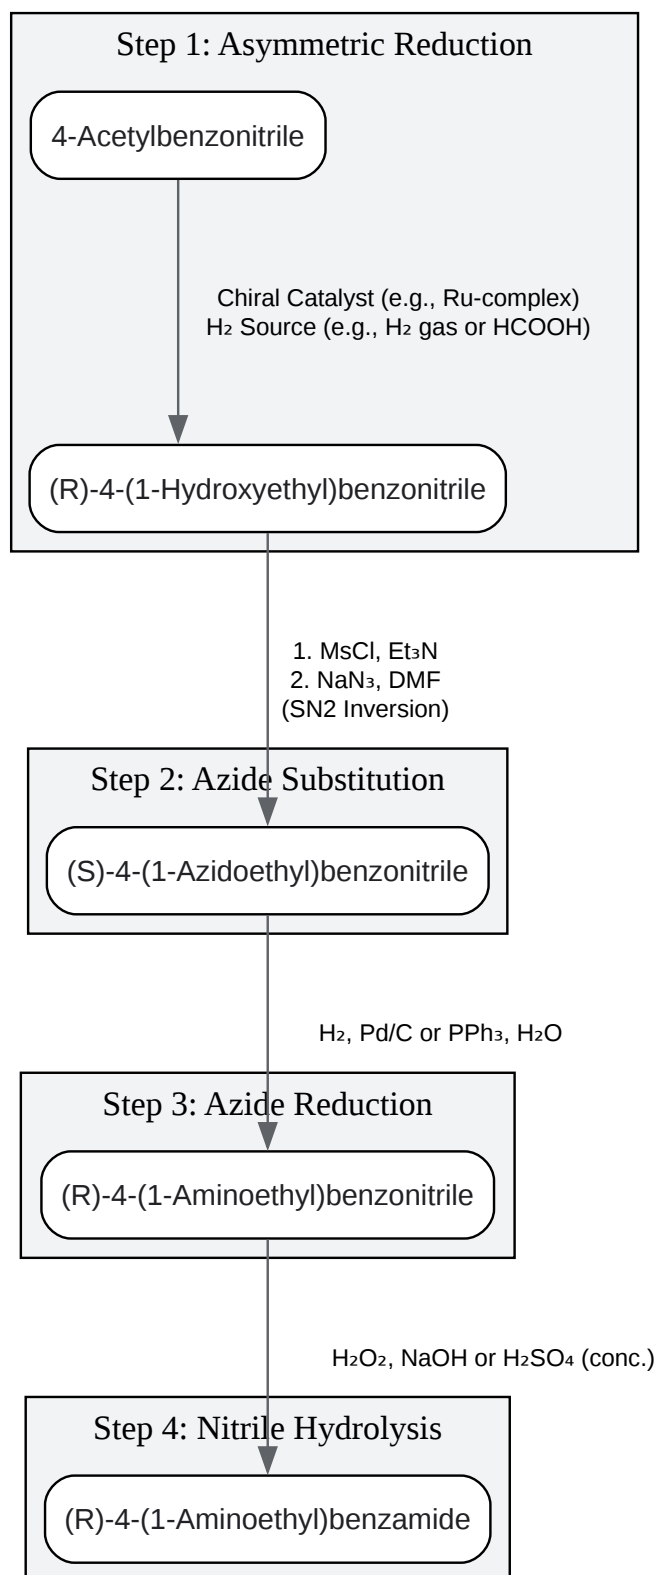 Step 1: Asymmetric Reduction
4-Acetylbenzonitrile
Chiral Catalyst (e.g., Ru-complex)
H₂ Source (e.g., H₂ gas or HCOOH)
(R)-4-(1-Hydroxyethyl)benzonitrile
1. MsCl, Et₃N
2. NaN₃, DMF
(SN2 Inversion)
Step 2: Azide Substitution
(S)-4-(1-Azidoethyl)benzonitrile
H₂, Pd/C or PPh₃, H₂O
Step 3: Azide Reduction
(R)-4-(1-Aminoethyl)benzonitrile
H₂O₂, NaOH or H₂SO₄ (conc.)
Step 4: Nitrile Hydrolysis
(R)-4-(1-Aminoethyl)benzamide